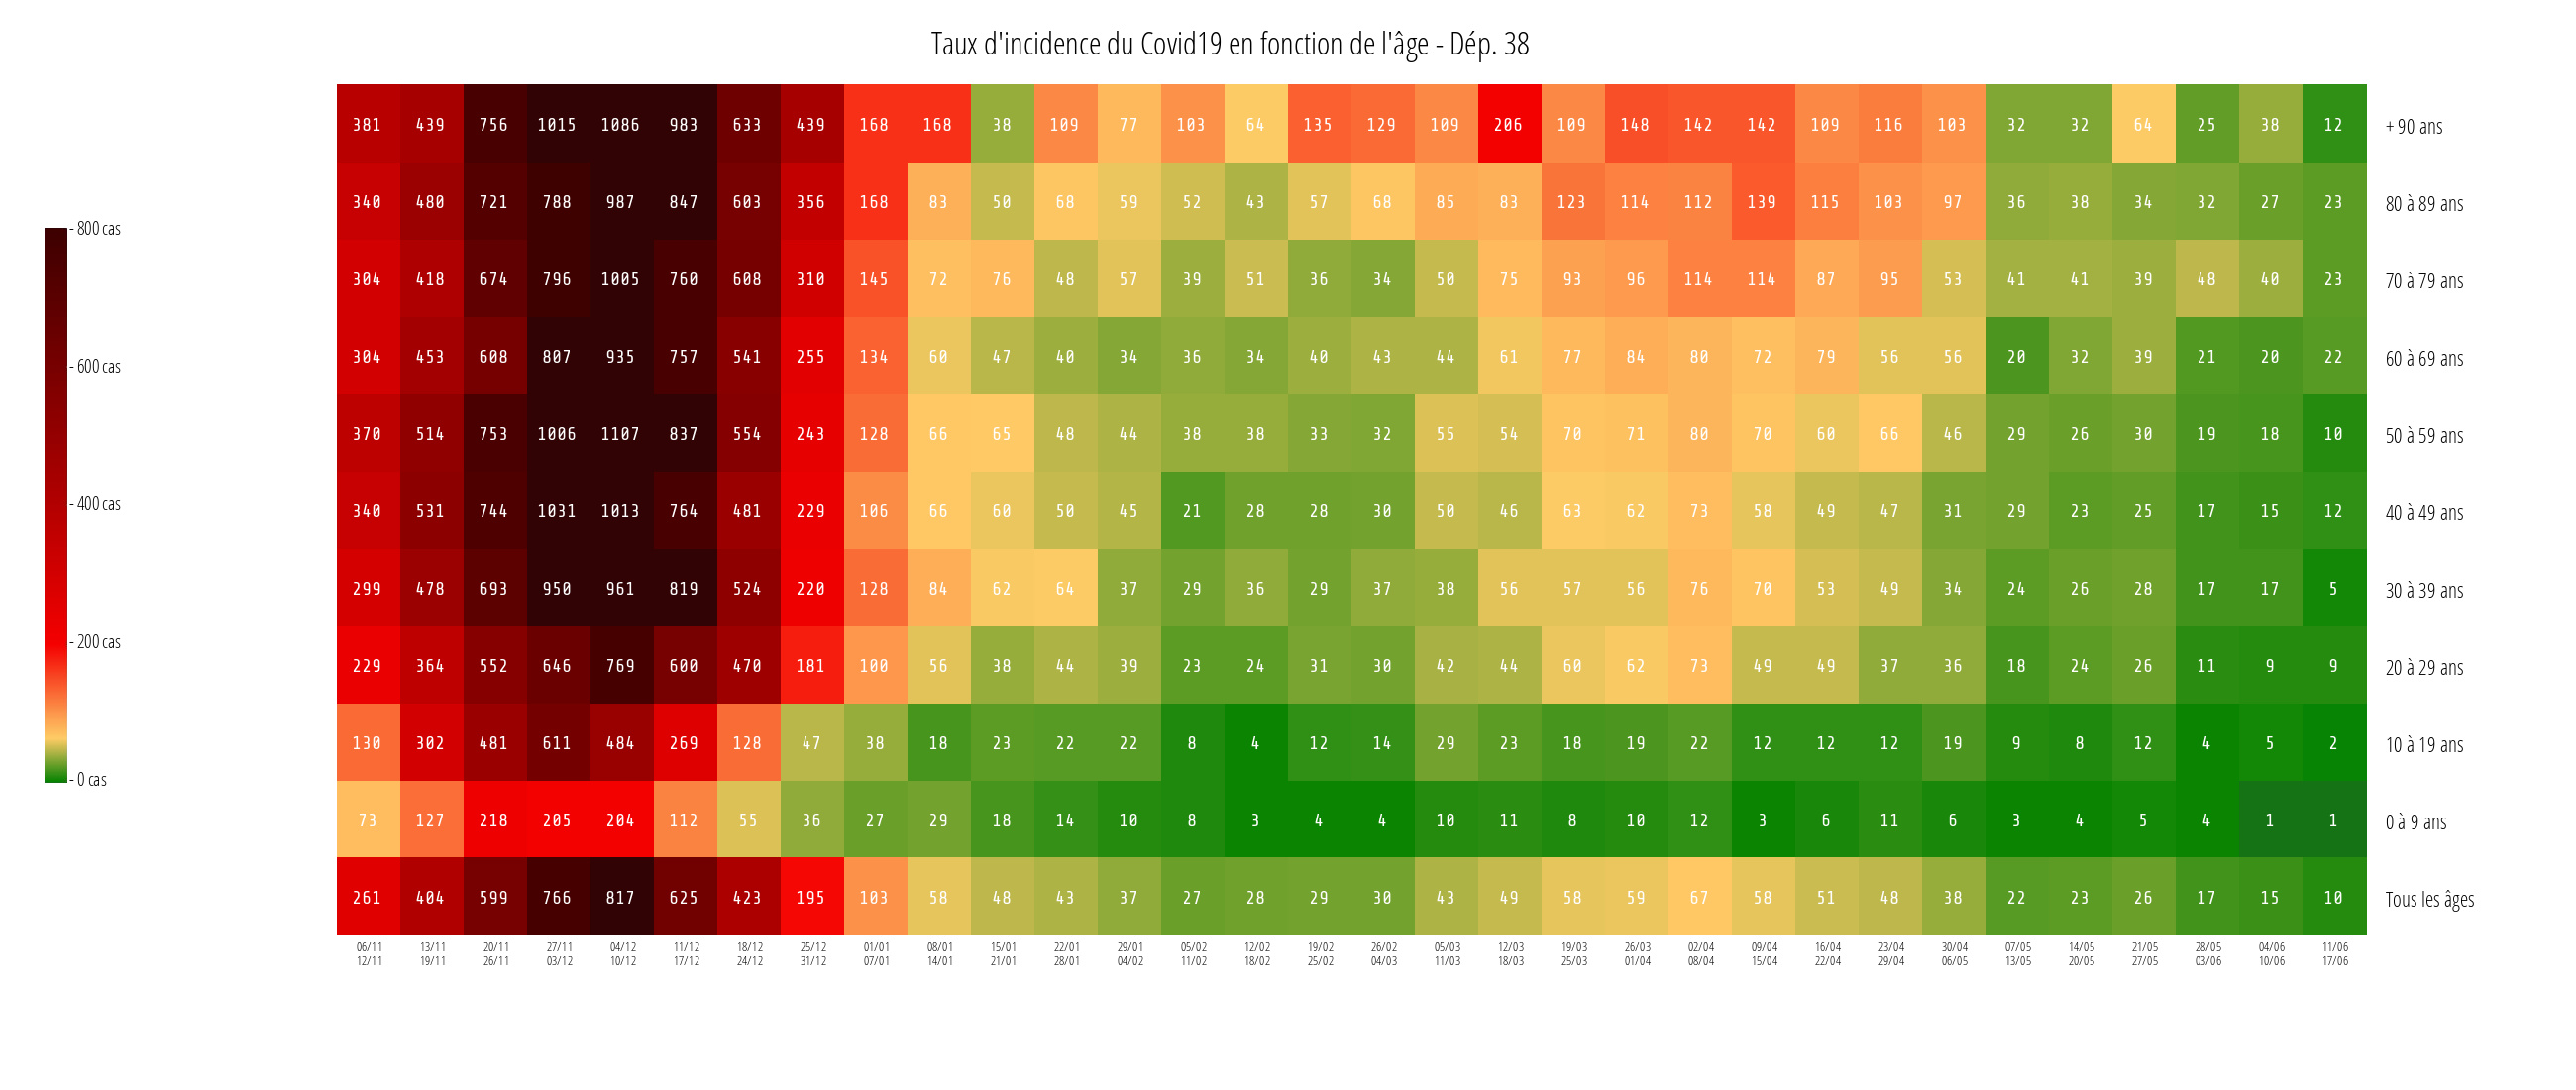 Taux d'incidence du Covid19 en fonction de l'âge - Dép. 38
- 800 cas
- 600 cas
- 400 cas
- 200 cas
- 0 cas
381 439 756 1015 1086 983 633 439 168 168 38 109 77 103 64 135 129 109 206 109 148 142 142 109 116 103 32 32 64 25 38 12 + 90 ans
340 480 721 788 987 847 603 356 168 83 50 68 59 52 43 57 68 85 83 123 114 112 139 115 103 97 36 38 34 32 27 23 80 à 89 ans
304 418 674 796 1005 760 608 310 145 72 76 48 57 39 51 36 34 50 75 93 96 114 114 87 95 53 41 41 39 48 40 23 70 à 79 ans
304 453 608 807 935 757 541 255 134 60 47 40 34 36 34 40 43 44 61 77 84 80 72 79 56 56 20 32 39 21 20 22 60 à 69 ans
370 514 753 1006 1107 837 554 243 128 66 65 48 44 38 38 33 32 55 54 70 71 80 70 60 66 46 29 26 30 19 18 10 50 à 59 ans
340 531 744 1031 1013 764 481 229 106 66 60 50 45 21 28 28 30 50 46 63 62 73 58 49 47 31 29 23 25 17 15 12 40 à 49 ans
299 478 693 950 961 819 524 220 128 84 62 64 37 29 36 29 37 38 56 57 56 76 70 53 49 34 24 26 28 17 17 5 30 à 39 ans
229 364 552 646 769 600 470 181 100 56 38 44 39 23 24 31 30 42 44 60 62 73 49 49 37 36 18 24 26 11 9 9 20 à 29 ans
130 302 481 611 484 269 128 47 38 18 23 22 22 8 4 12 14 29 23 18 19 22 12 12 12 19 9 8 12 4 5 2 10 à 19 ans
73 127 218 205 204 112 55 36 27 29 18 14 10 8 3 4 4 10 11 8 10 12 3 6 11 6 3 4 5 4 1 1 0 à 9 ans
261 404 599 766 817 625 423 195 103 58 48 43 37 27 28 29 30 43 49 58 59 67 58 51 48 38 22 23 26 17 15 10 Tous les âges
06/11 13/11 20/11 27/11 04/12 11/12 18/12 25/12 01/01 08/01 15/01 22/01 29/01 05/02 12/02 19/02 26/02 05/03 12/03 19/03 26/03 02/04 09/04 16/04 23/04 30/04 07/05 14/05 21/05 28/05 04/06 11/06
12/11 19/11 26/11 03/12 10/12 17/12 24/12 31/12 07/01 14/01 21/01 28/01 04/02 11/02 18/02 25/02 04/03 11/03 18/03 25/03 01/04 08/04 15/04 22/04 29/04 06/05 13/05 20/05 27/05 03/06 10/06 17/06